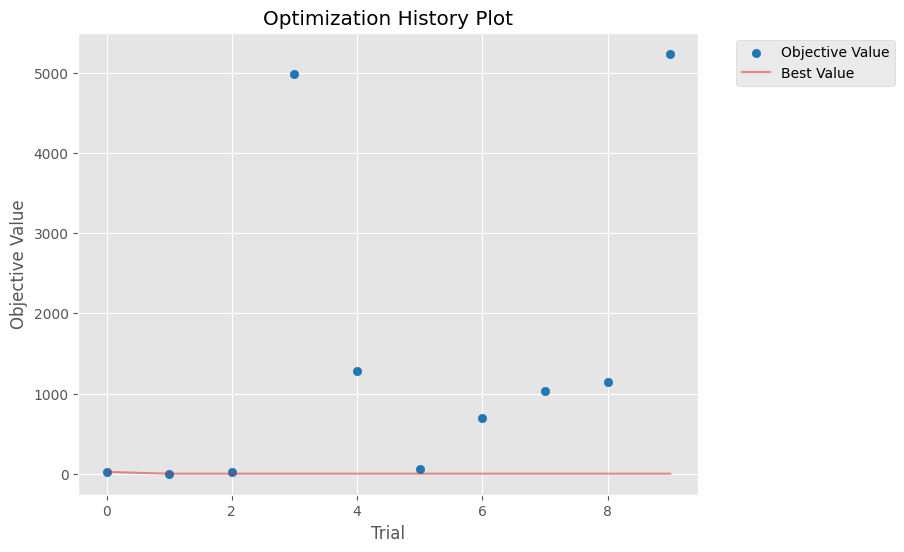 Optimization History Plot
Objective Value
Best Value
5000
4000
3000
2000
1000
0
Objective Value
0 2 4 6 8
Trial